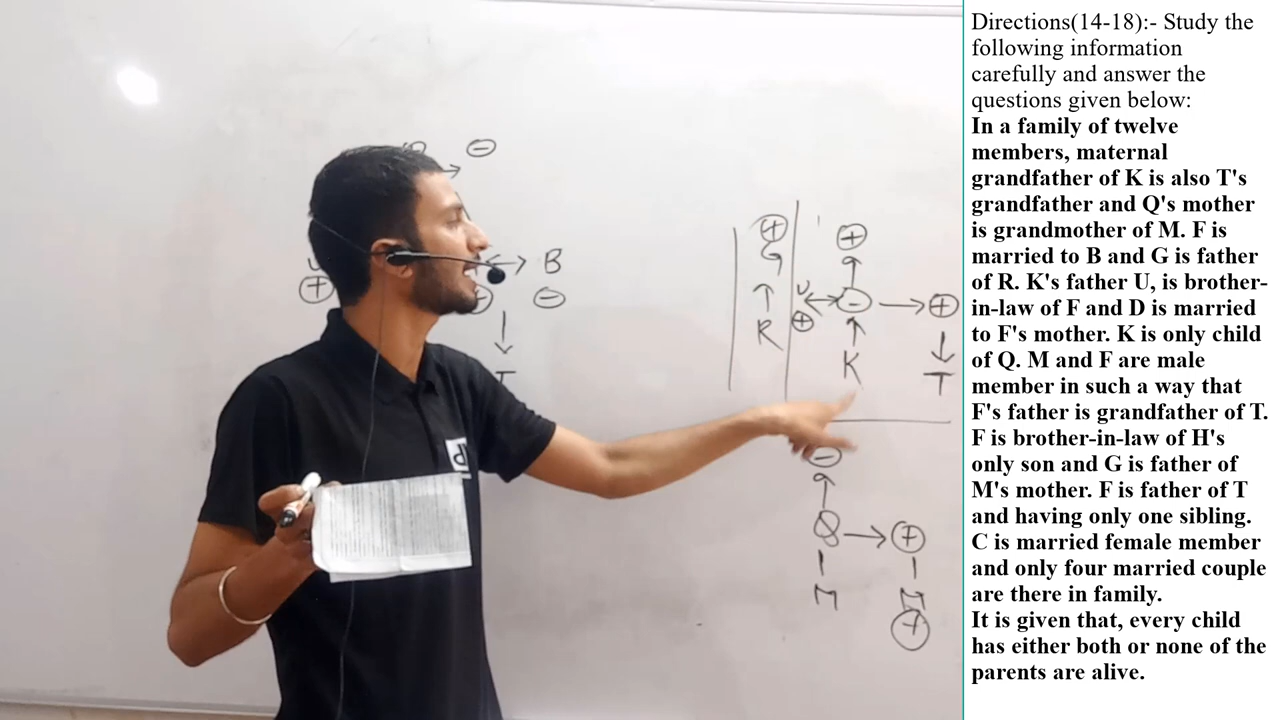 Directions(14-18):- Study the
following information
carefully and answer the
questions given below:
In a family of twelve
members, maternal
grandfather of K is also T's
grandfather and Q's mother
is grandmother of M. F is
married to B and G is father
of R. K's father U, is brother-
in-law of F and D is married
to F's mother. K is only child
of Q. M and F are male
member in such a way that
F's father is grandfather of T.
F is brother-in-law of H's
only son and G is father of
M's mother. F is father of T
and having only one sibling.
C is married female member
and only four married couple
are there in family.
It is given that, every child
has either both or none of the
parents are alive.
B
G
R
U
K
T
Q
M
M